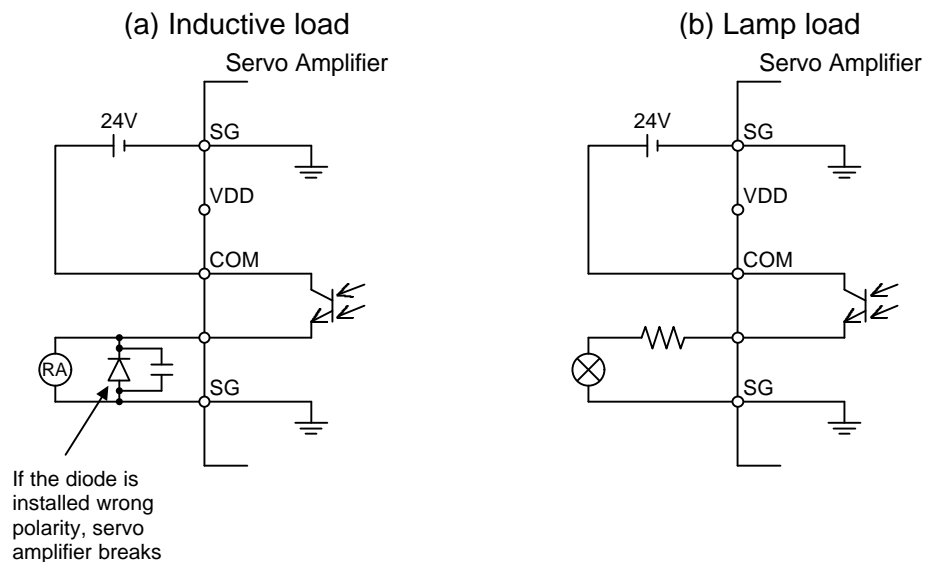 (a) Inductive load
Servo Amplifier
24V
SG
VDD
COM
RA
SG
If the diode is
installed wrong
polarity, servo
amplifier breaks
(b) Lamp load
Servo Amplifier
24V
SG
VDD
COM
SG